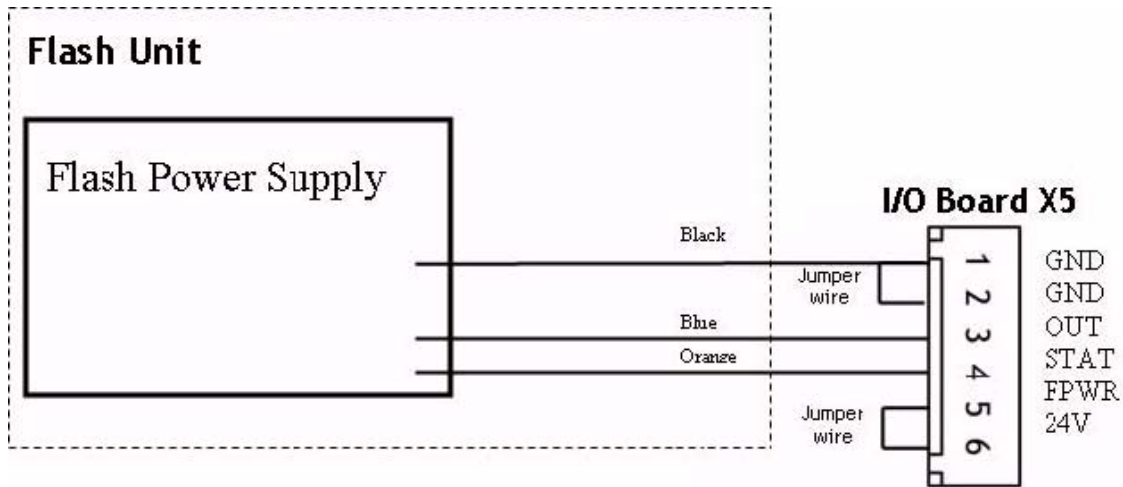 Flash Unit
Flash Power Supply
I/O Board X5
Black
Jumper
wire
Blue
Orange
Jumper
wire
1
2
3
4
5
6
GND
GND
OUT
STAT
FPWR
24V